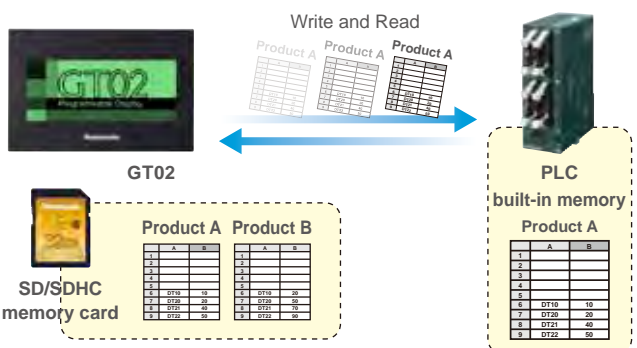 Write and Read
Product A Product A Product A
GT02
Programmable Display
Panasonic
GT02
PLC
built-in memory
Product A
A B
1
2
3
4
5
6 DT10 10
7 DT20 20
8 DT21 40
9 DT22 50
SD/SDHC
memory card
Product A Product B
A B A B
1 1
2 2
3 3
4 4
5 5
6 DT10 10 6 DT10 20
7 DT20 20 7 DT20 50
8 DT21 40 8 DT21 70
9 DT22 50 9 DT22 90